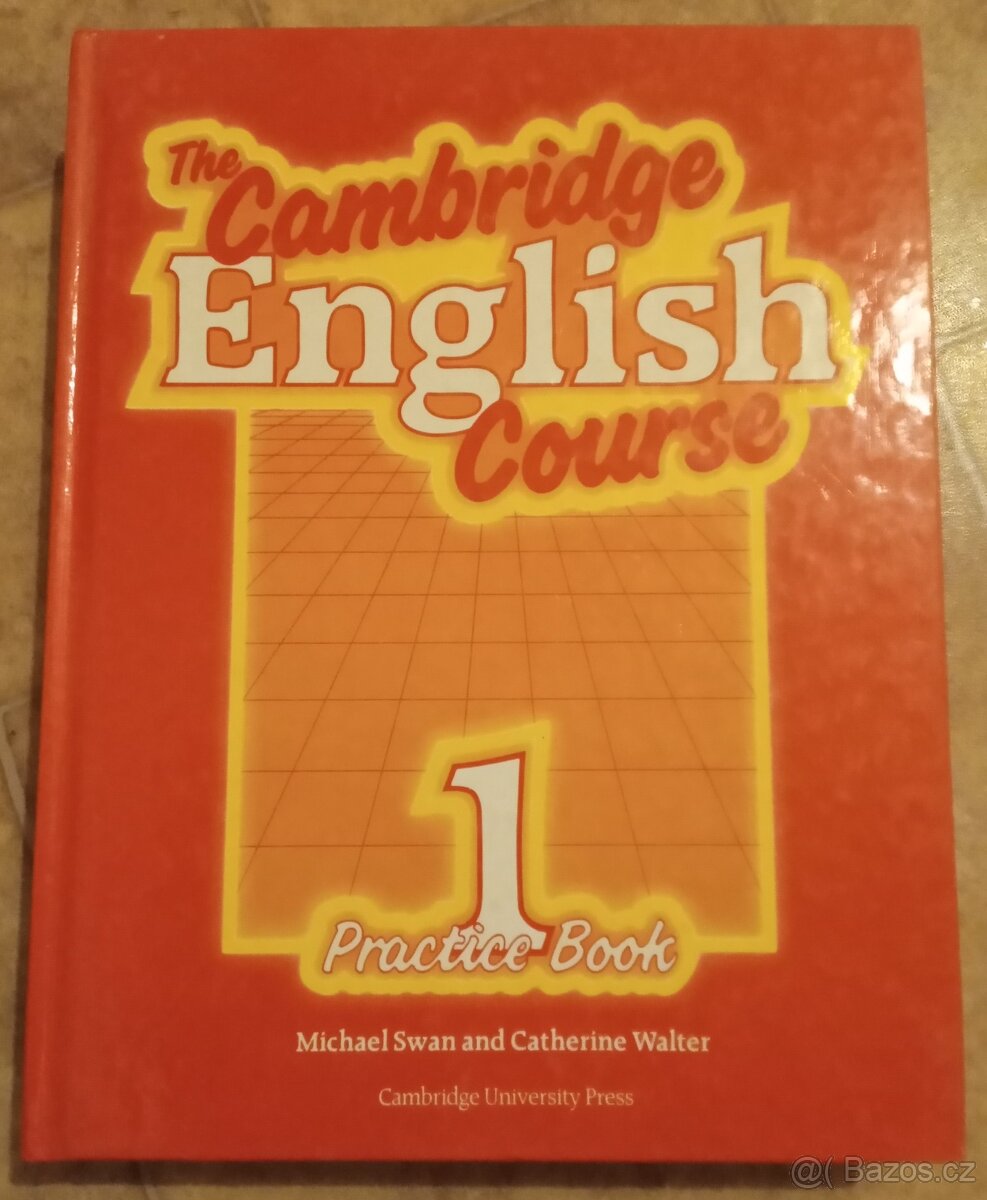 The
Cambridge
English
Course
1
Practice Book
Michael Swan and Catherine Walter
Cambridge University Press
@( Bazos.cz